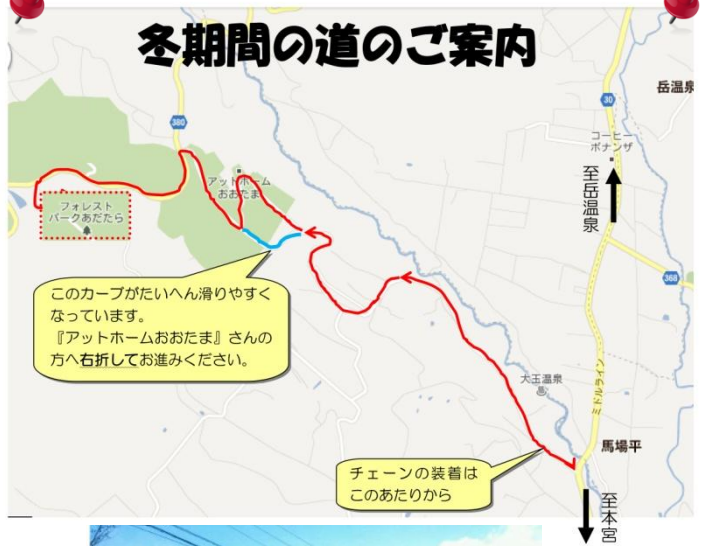 冬期間の道のご案内
岳温泉
30
380
コーヒー
ボナンザ
至岳温泉
アットホーム
おおたま
フォレスト
パークあだたら
368
このカーブがたいへん滑りやすく
なっています。
『アットホームおおたま』さんの
方へ右折してお進みください。
大玉温泉
ミドルライン
馬場平
チェーンの装着は
このあたりから
至本宮